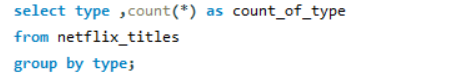 select type ,count(*) as count_of_type
from netflix_titles
group by type;